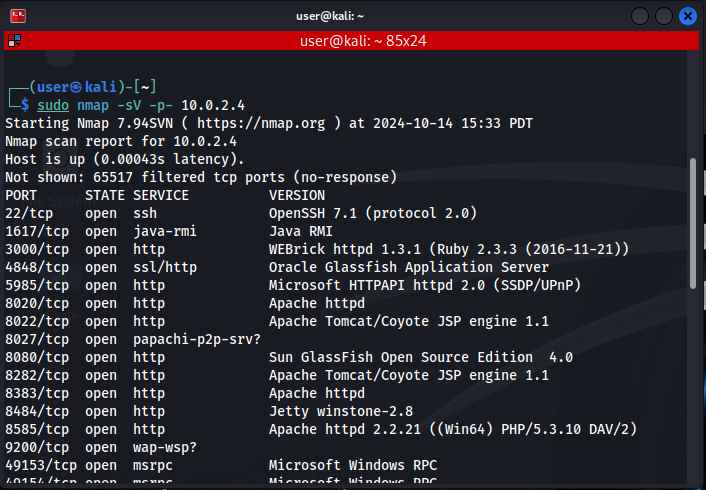 user@kali: ~
user@kali: ~ 85x24
┌──(user㉿kali)-[~]
└─$ sudo nmap -sV -p- 10.0.2.4
Starting Nmap 7.94SVN ( https://nmap.org ) at 2024-10-14 15:33 PDT
Nmap scan report for 10.0.2.4
Host is up (0.00043s latency).
Not shown: 65517 filtered tcp ports (no-response)
PORT      STATE SERVICE         VERSION
22/tcp    open  ssh             OpenSSH 7.1 (protocol 2.0)
1617/tcp  open  java-rmi        Java RMI
3000/tcp  open  http            WEBrick httpd 1.3.1 (Ruby 2.3.3 (2016-11-21))
4848/tcp  open  ssl/http        Oracle Glassfish Application Server
5985/tcp  open  http            Microsoft HTTPAPI httpd 2.0 (SSDP/UPnP)
8020/tcp  open  http            Apache httpd
8022/tcp  open  http            Apache Tomcat/Coyote JSP engine 1.1
8027/tcp  open  papachi-p2p-srv?
8080/tcp  open  http            Sun GlassFish Open Source Edition  4.0
8282/tcp  open  http            Apache Tomcat/Coyote JSP engine 1.1
8383/tcp  open  http            Apache httpd
8484/tcp  open  http            Jetty winstone-2.8
8585/tcp  open  http            Apache httpd 2.2.21 ((Win64) PHP/5.3.10 DAV/2)
9200/tcp  open  wap-wsp?
49153/tcp open  msrpc           Microsoft Windows RPC
49154/tcp open  msrpc           Microsoft Windows RPC